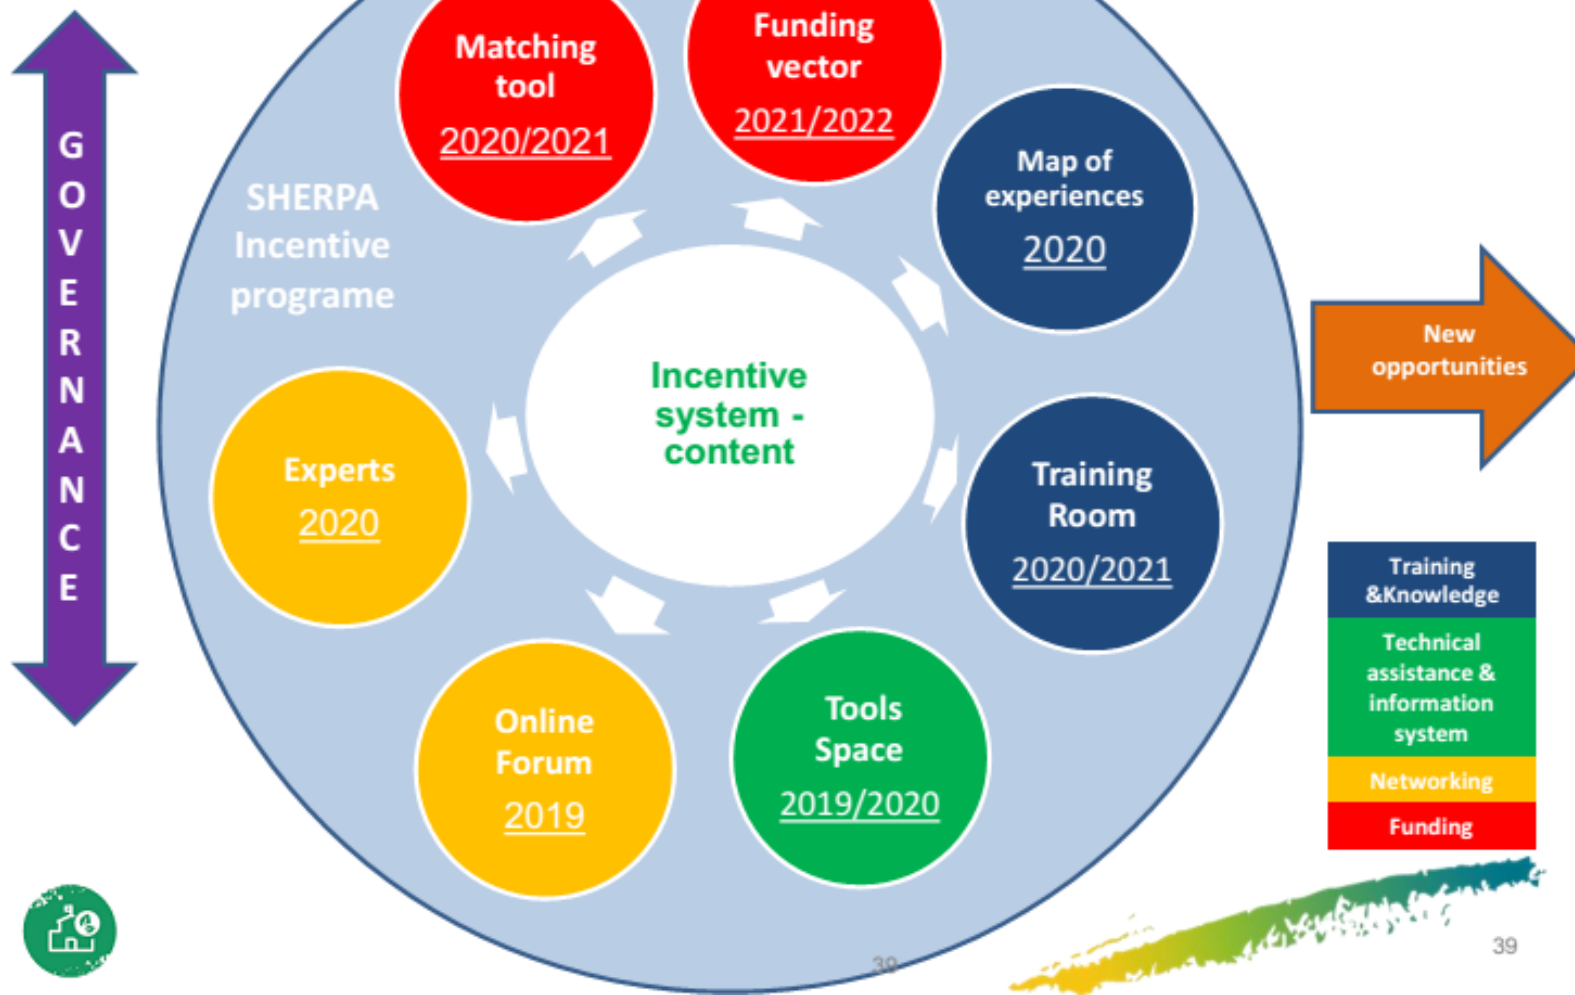 G
O
V
E
R
N
A
N
C
E
SHERPA
Incentive
programe
Matching
tool
2020/2021
Funding
vector
2021/2022
Map of
experiences
2020
Training
Room
2020/2021
Tools
Space
2019/2020
Online
Forum
2019
Experts
2020
Incentive
system -
content
New
opportunities
Training
&Knowledge
Technical
assistance &
information
system
Networking
Funding
39
39